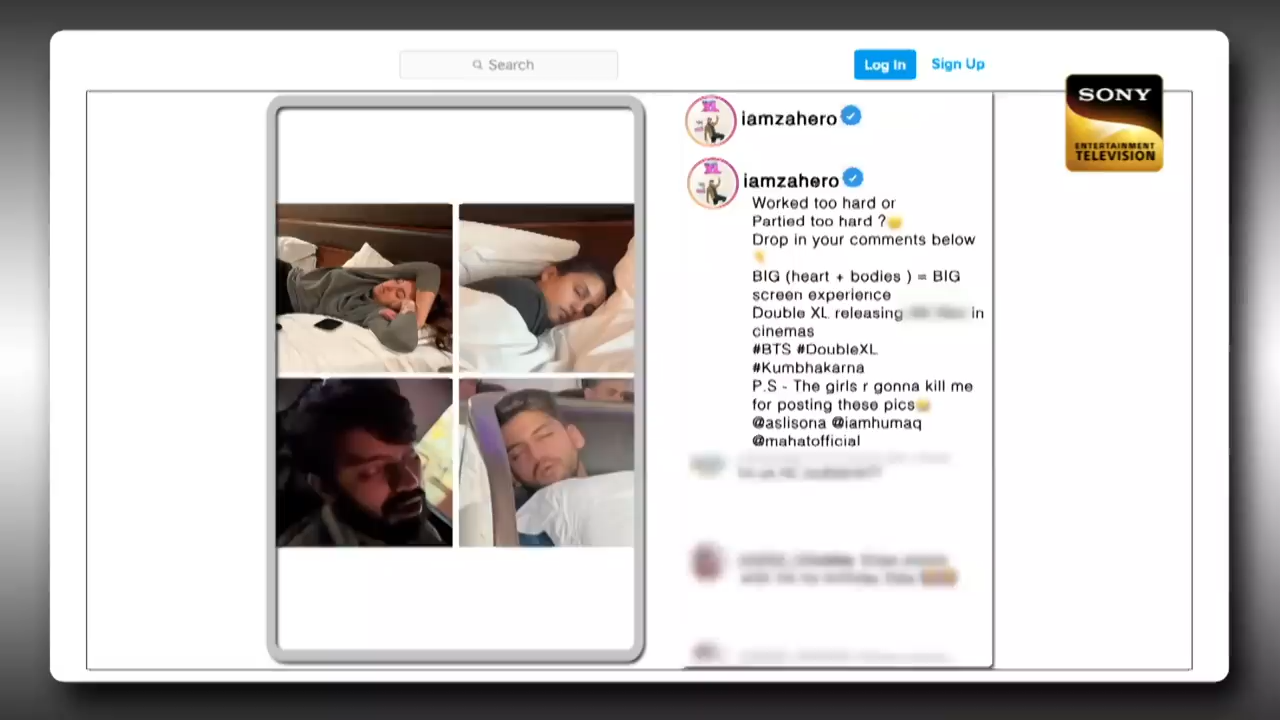 Search
Log In
Sign Up
SONY
ENTERTAINMENT
TELEVISION
iamzahero
iamzahero
Worked too hard or
Partied too hard ?
Drop in your comments below
BIG (heart + bodies ) = BIG
screen experience
Double XL releasing in
cinemas
#BTS #DoubleXL
#Kumbhakarna
P.S - The girls r gonna kill me
for posting these pics
@aslisona @iamhumaq
@mahatofficial